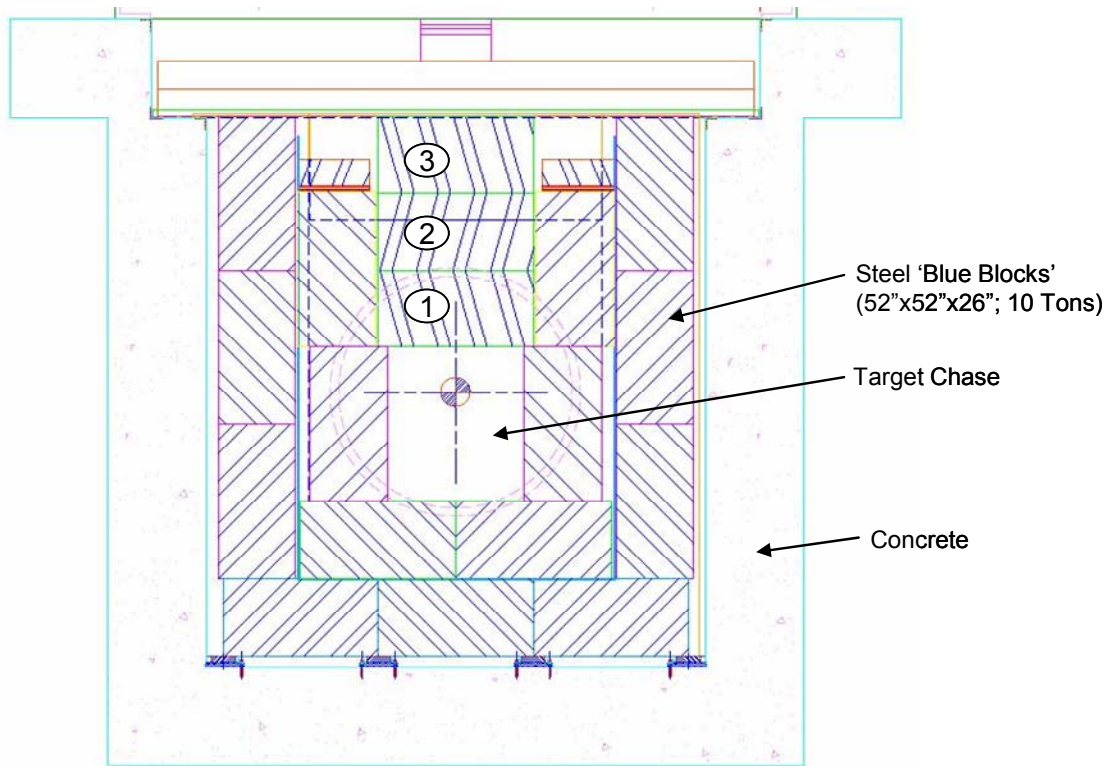 3
2
1
Steel ‘Blue Blocks’
(52”x52”x26”; 10 Tons)
Target Chase
Concrete